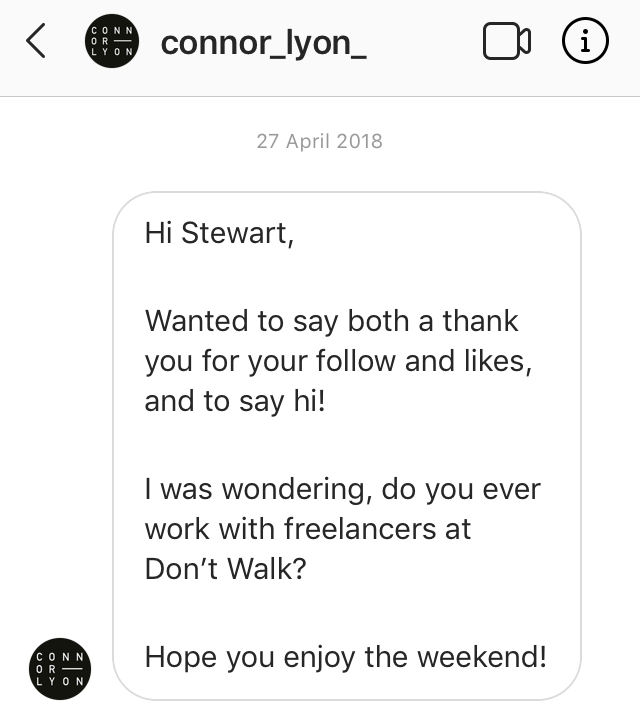 CONN
OR—
LYON
connor_lyon_
i
27 April 2018
Hi Stewart,
Wanted to say both a thank
you for your follow and likes,
and to say hi!
I was wondering, do you ever
work with freelancers at
Don’t Walk?
Hope you enjoy the weekend!
CONN
OR—
LYON